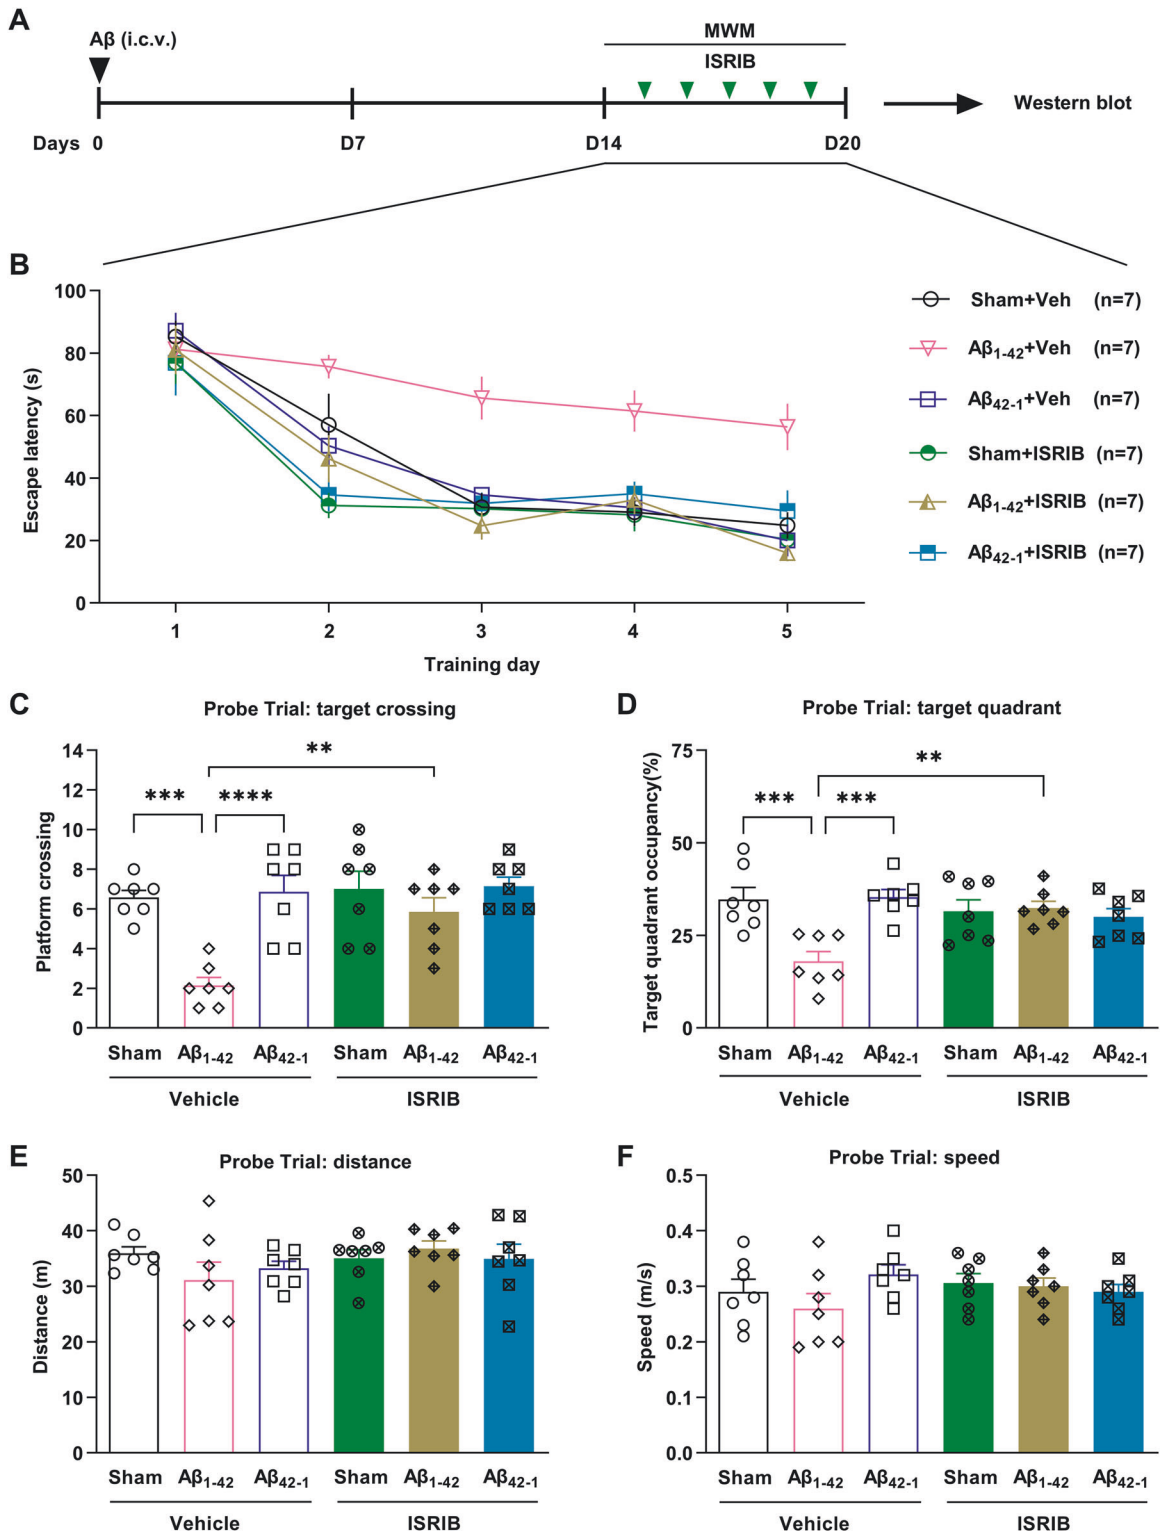 A
Aβ (i.c.v.)
MWM
ISRIB
Western blot
Days 0 D7 D14 D20
B
Escape latency (s)
100
80
60
40
20
0
1 2 3 4 5
Training day
Sham+Veh (n=7)
Aβ1-42+Veh (n=7)
Aβ42-1+Veh (n=7)
Sham+ISRIB (n=7)
Aβ1-42+ISRIB (n=7)
Aβ42-1+ISRIB (n=7)
C
Probe Trial: target crossing
Platform crossing
14
12
10
8
6
4
2
0
*** **** **
Sham Aβ1-42 Aβ42-1 Sham Aβ1-42 Aβ42-1
Vehicle ISRIB
D
Probe Trial: target quadrant
Target quadrant occupancy(%)
75
50
25
0
*** *** **
Sham Aβ1-42 Aβ42-1 Sham Aβ1-42 Aβ42-1
Vehicle ISRIB
E
Probe Trial: distance
Distance (m)
50
40
30
20
10
0
Sham Aβ1-42 Aβ42-1 Sham Aβ1-42 Aβ42-1
Vehicle ISRIB
F
Probe Trial: speed
Speed (m/s)
0.5
0.4
0.3
0.2
0.1
0.0
Sham Aβ1-42 Aβ42-1 Sham Aβ1-42 Aβ42-1
Vehicle ISRIB